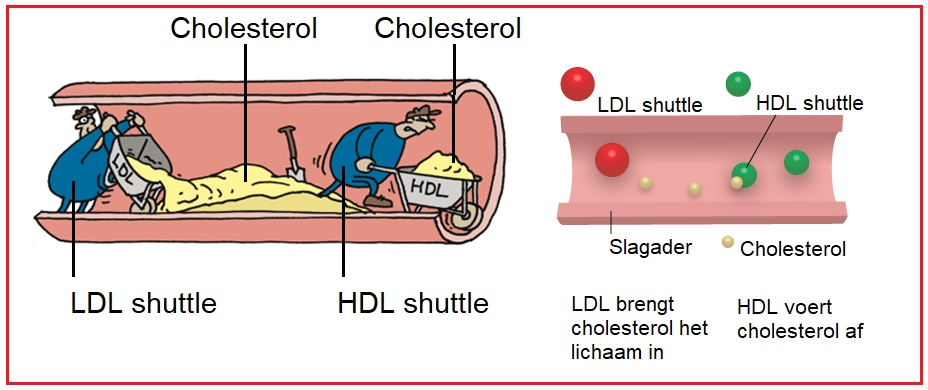 Cholesterol
Cholesterol
LDL
HDL
LDL shuttle
HDL shuttle
LDL shuttle
HDL shuttle
Slagader
Cholesterol
LDL brengt
cholesterol het
lichaam in
HDL voert
cholesterol af